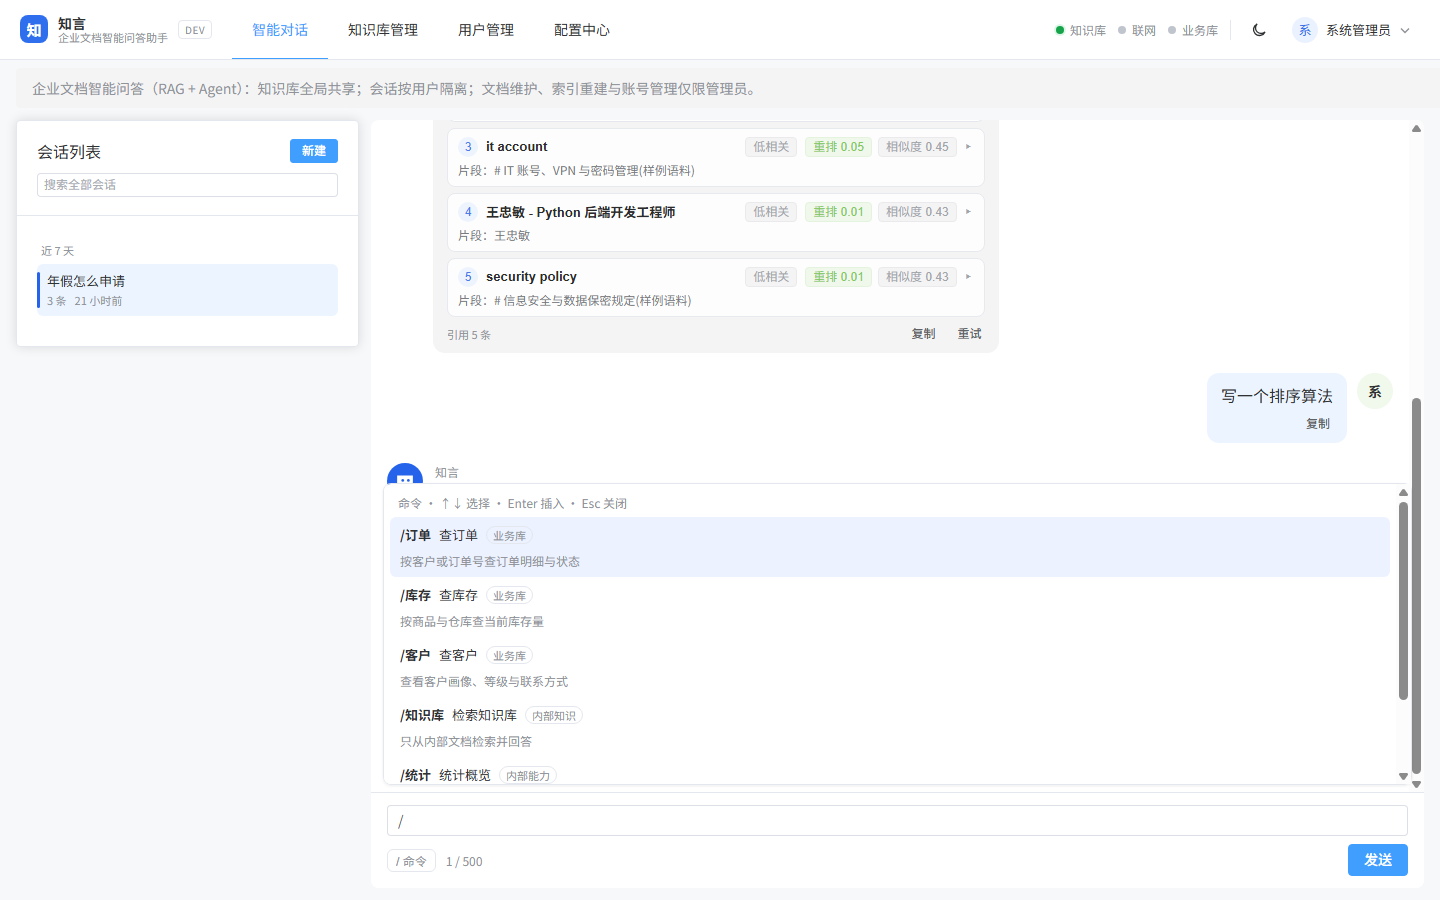 知
知言
企业文档智能问答助手
DEV
智能对话
知识库管理
用户管理
配置中心
知识库
联网
业务库
系
系统管理员
企业文档智能问答（RAG + Agent）：知识库全局共享；会话按用户隔离；文档维护、索引重建与账号管理仅限管理员。
会话列表
新建
搜索全部会话
近 7 天
年假怎么申请
3 条 21 小时前
3 it account 低相关 重排 0.05 相似度 0.45
片段：# IT 账号、VPN 与密码管理(样例语料)
4 王忠敏 - Python 后端开发工程师 低相关 重排 0.01 相似度 0.43
片段：王忠敏
5 security policy 低相关 重排 0.01 相似度 0.43
片段：# 信息安全与数据保密规定(样例语料)
引用 5 条 复制 重试
写一个排序算法
复制
系
知言
命令 · ↑↓ 选择 · Enter 插入 · Esc 关闭
/订单 查订单 业务库
按客户或订单号查订单明细与状态
/库存 查库存 业务库
按商品与仓库查当前库存量
/客户 查客户 业务库
查看客户画像、等级与联系方式
/知识库 检索知识库 内部知识
只从内部文档检索并回答
/统计 统计概览 内部能力
/
/ 命令 1 / 500
发送